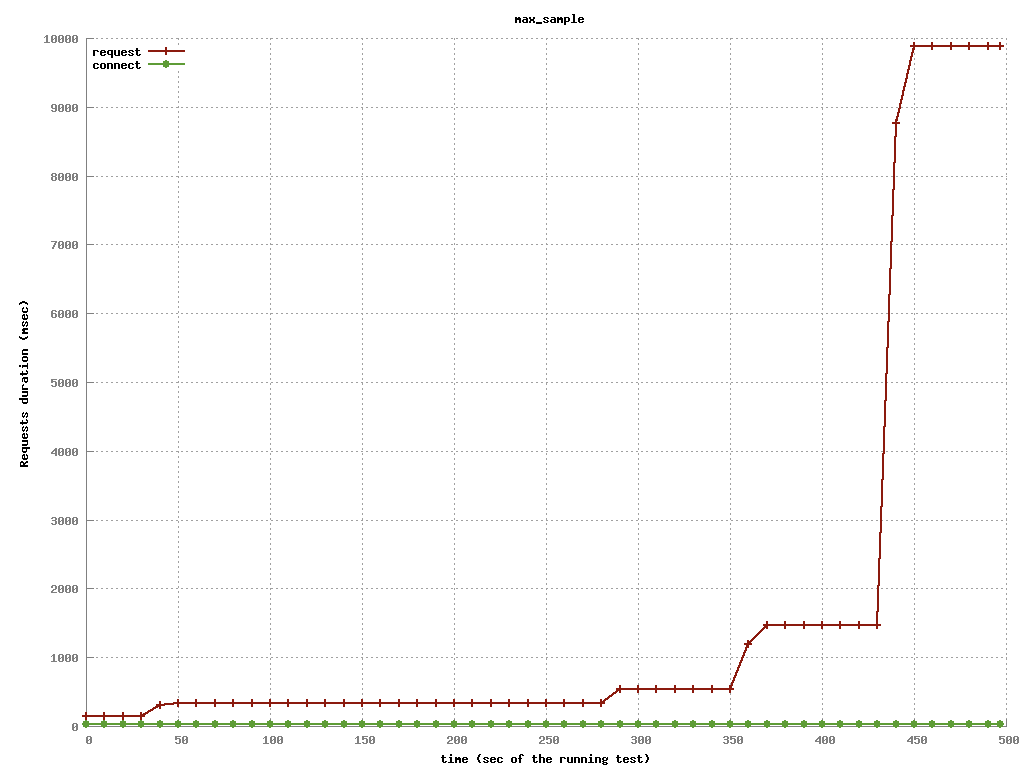 max_sample
request
connect
10000
9000
8000
7000
6000
5000
4000
3000
2000
1000
0
Requests duration (msec)
0 50 100 150 200 250 300 350 400 450 500
time (sec of the running test)